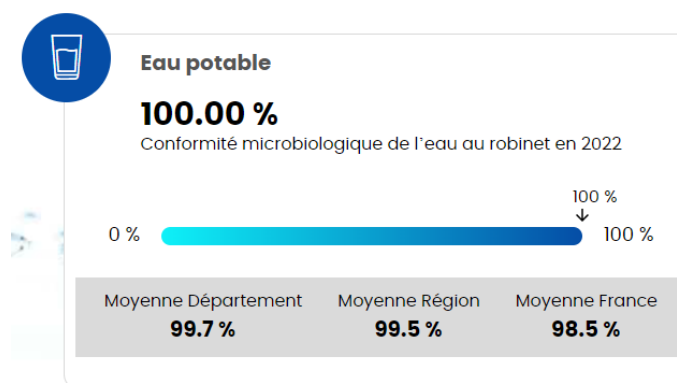 Eau potable
100.00 %
Conformité microbiologique de l'eau au robinet en 2022
100 %
0 %
100 %
Moyenne Département
99.7 %
Moyenne Région
99.5 %
Moyenne France
98.5 %